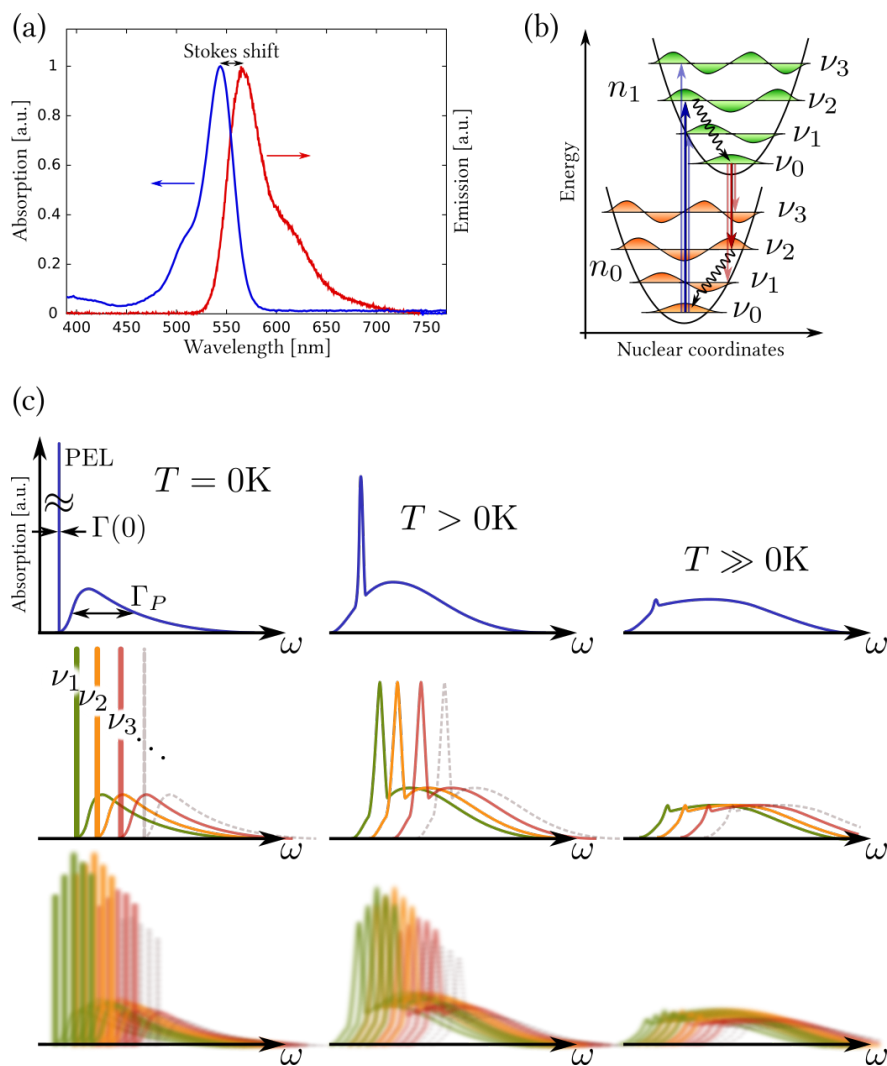 (a)
Stokes shift
Absorption [a.u.]
1
0.8
0.6
0.4
0.2
0
Emission [a.u.]
400 450 500 550 600 650 700 750
Wavelength [nm]
(b)
Energy
n₁
ν₃
ν₂
ν₁
ν₀
n₀
ν₃
ν₂
ν₁
ν₀
Nuclear coordinates
(c)
Absorption [a.u.]
PEL
T = 0K
Γ(0)
Γ_P
ω
T > 0K
ω
T ≫ 0K
ω
ν₁
ν₂
ν₃
...
ω
ω
ω
ω
ω
ω